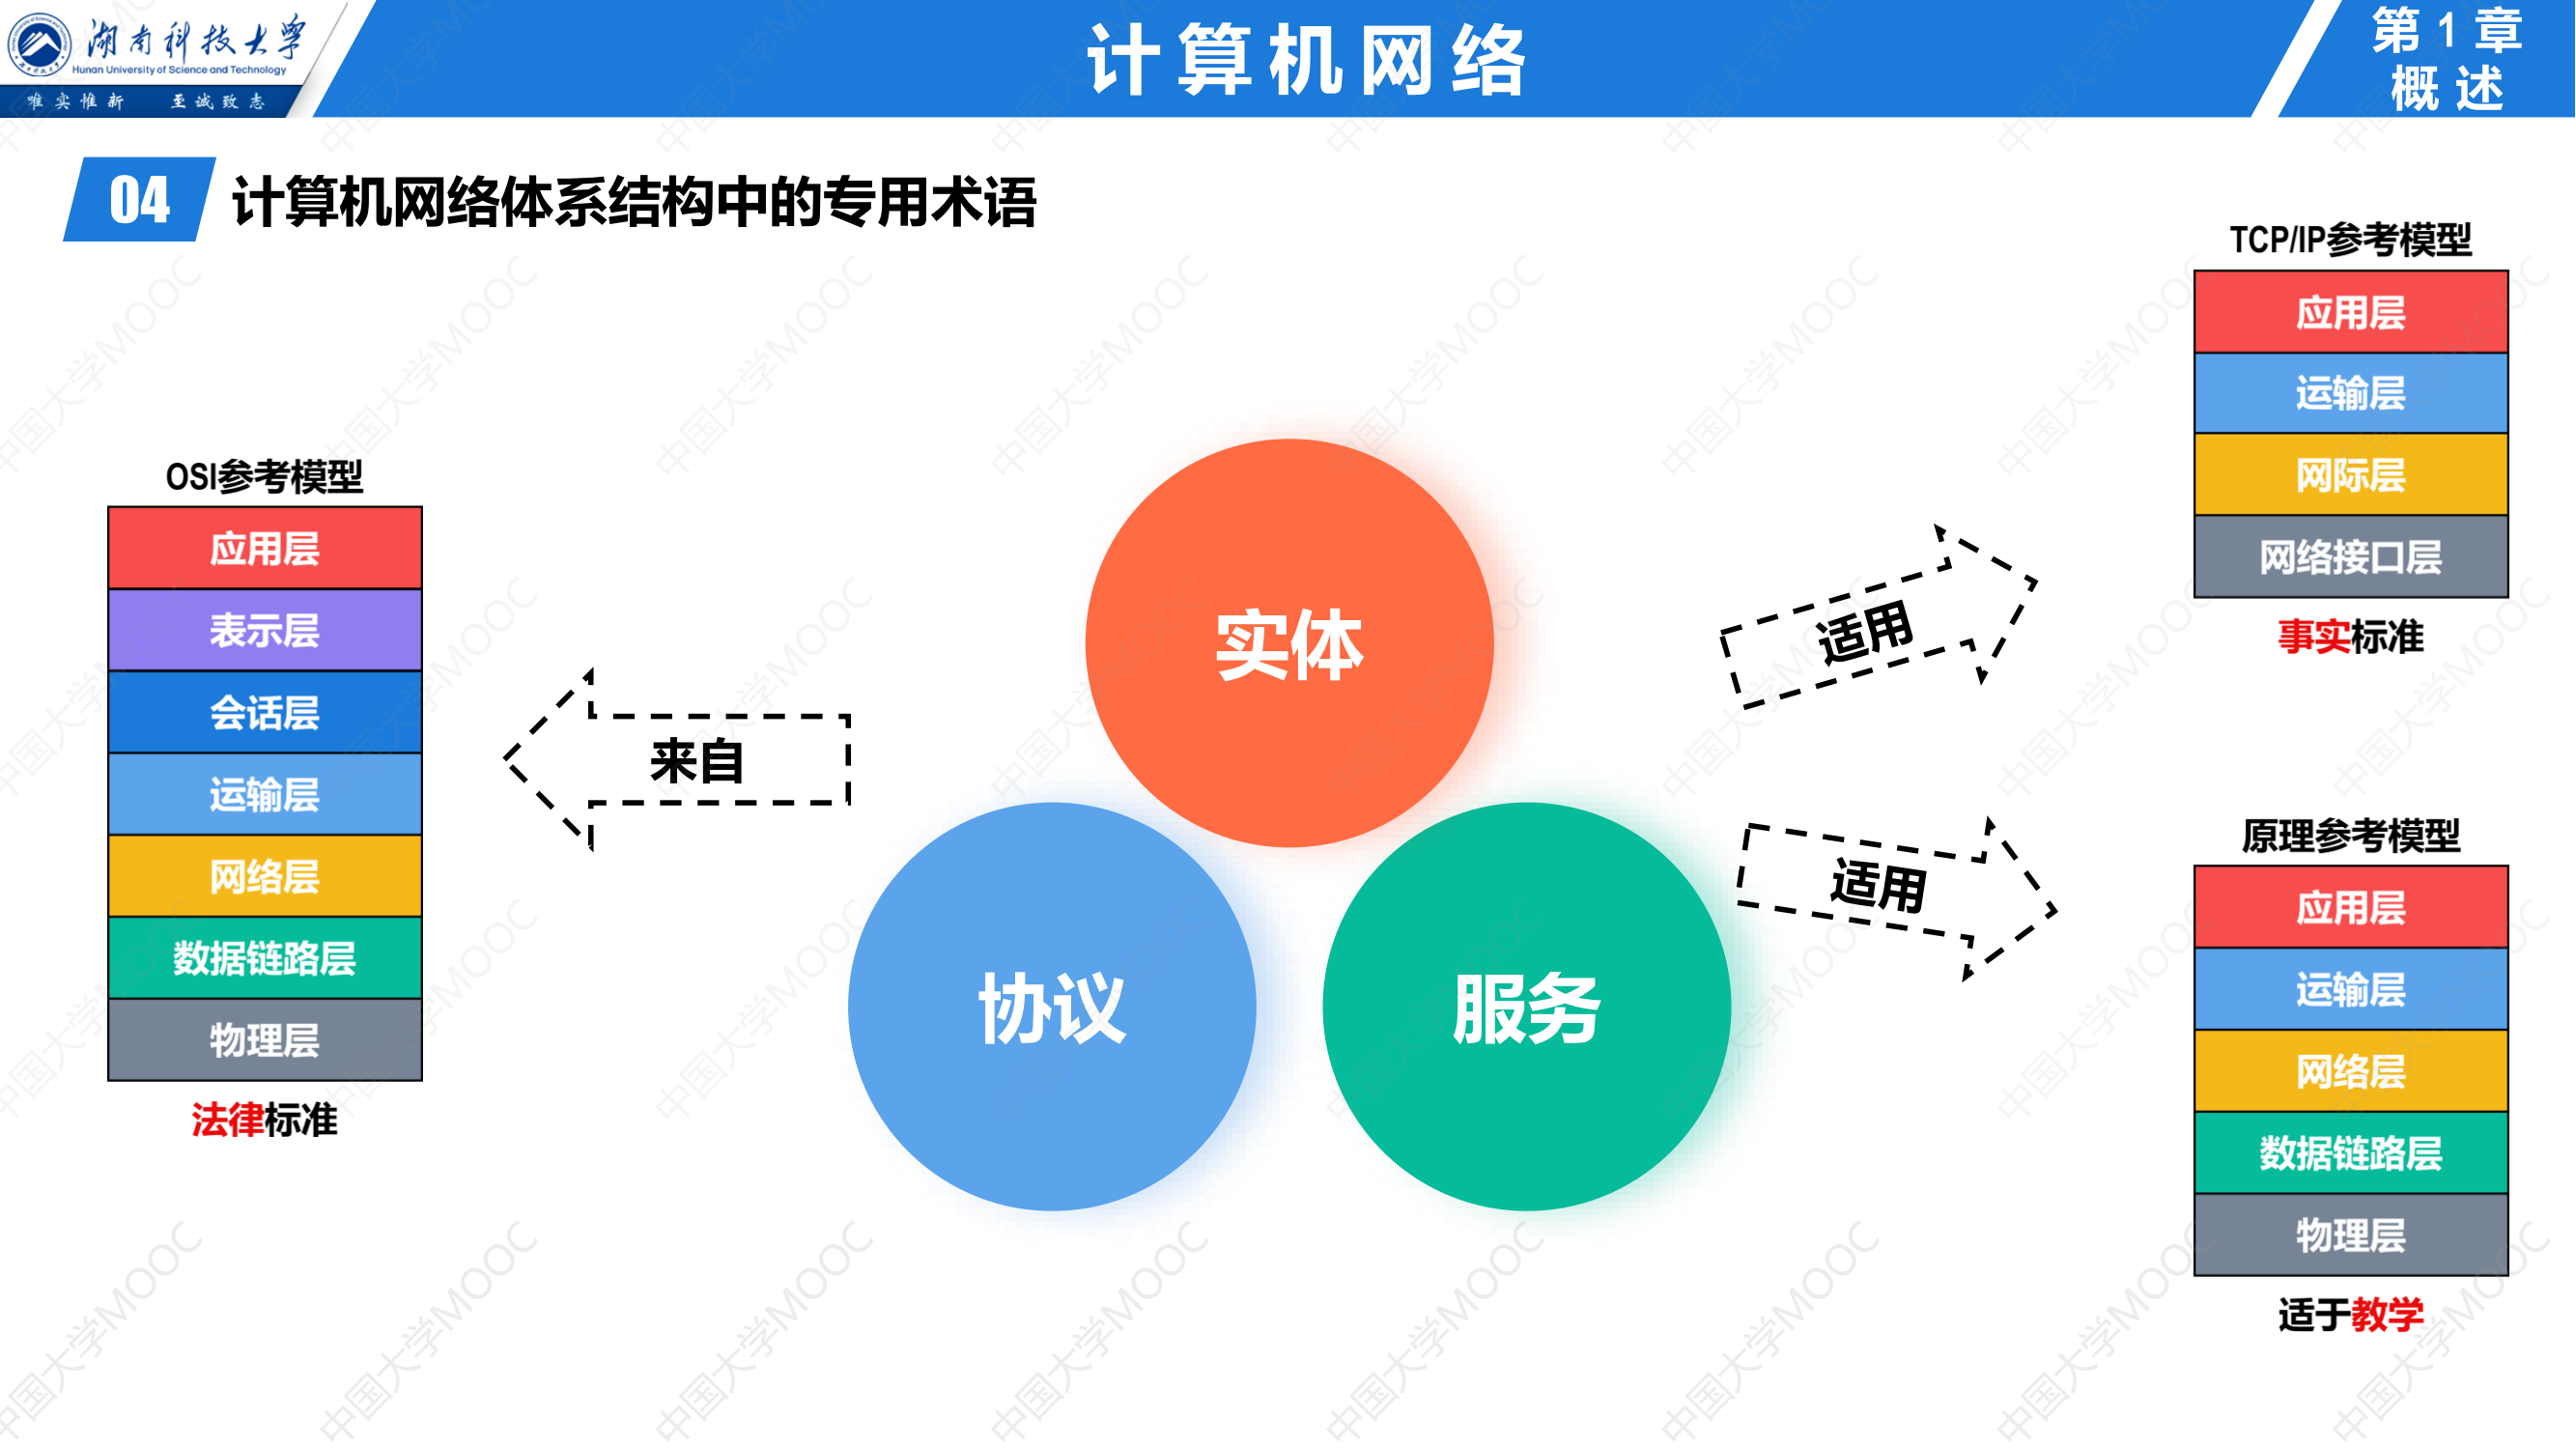 湖南科技大学
Hunan University of Science and Technology
唯实惟新 至诚致志
计算机网络
第1章
概述
04 计算机网络体系结构中的专用术语
OSI参考模型
应用层
表示层
会话层
运输层
网络层
数据链路层
物理层
法律标准
来自
实体
协议
服务
适用
适用
TCP/IP参考模型
应用层
运输层
网际层
网络接口层
事实标准
原理参考模型
应用层
运输层
网络层
数据链路层
物理层
适于教学
中国大学MOOC